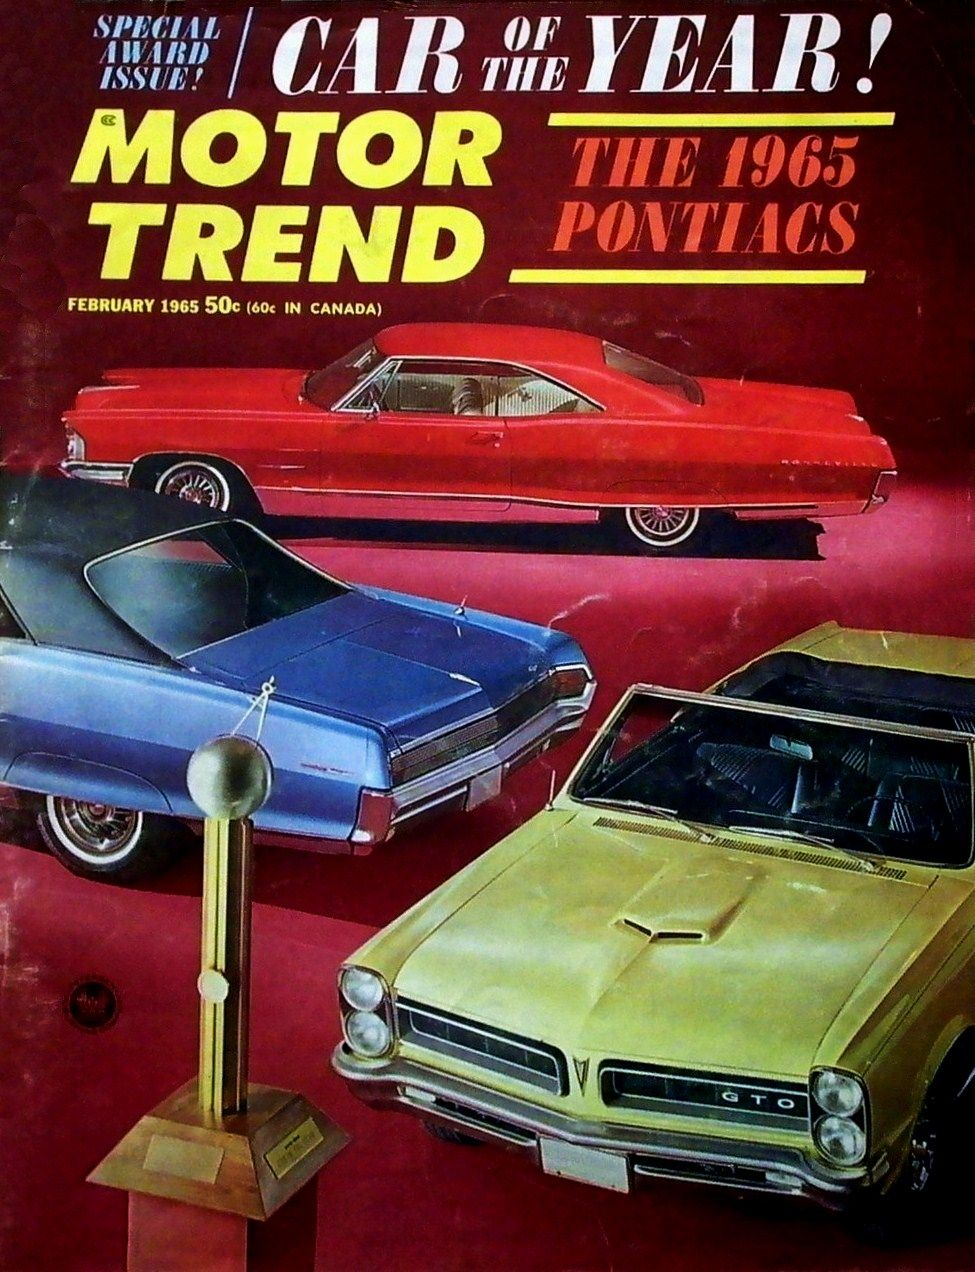 SPECIAL
AWARD
ISSUE!
CAR OF THE YEAR!
MOTOR
TREND
THE 1965
PONTIACS
FEBRUARY 1965 50c (60c IN CANADA)
BONNEVILLE
GTO